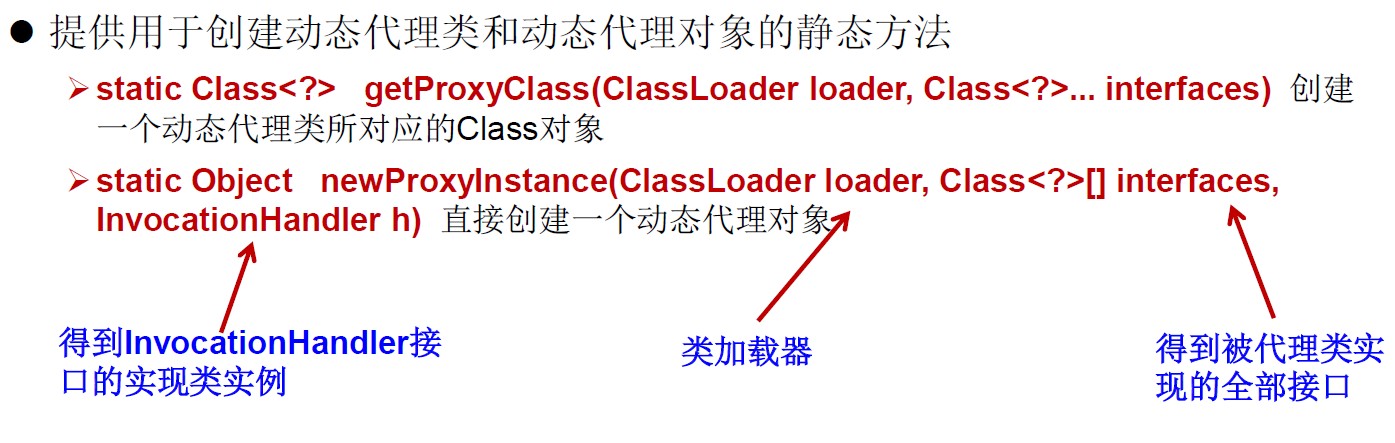 ● 提供用于创建动态代理类和动态代理对象的静态方法
➢ static Class<?> getProxyClass(ClassLoader loader, Class<?>... interfaces) 创建
一个动态代理类所对应的Class对象
➢ static Object newProxyInstance(ClassLoader loader, Class<?>[] interfaces,
InvocationHandler h) 直接创建一个动态代理对象
得到InvocationHandler接
口的实现类实例
类加载器
得到被代理类实
现的全部接口